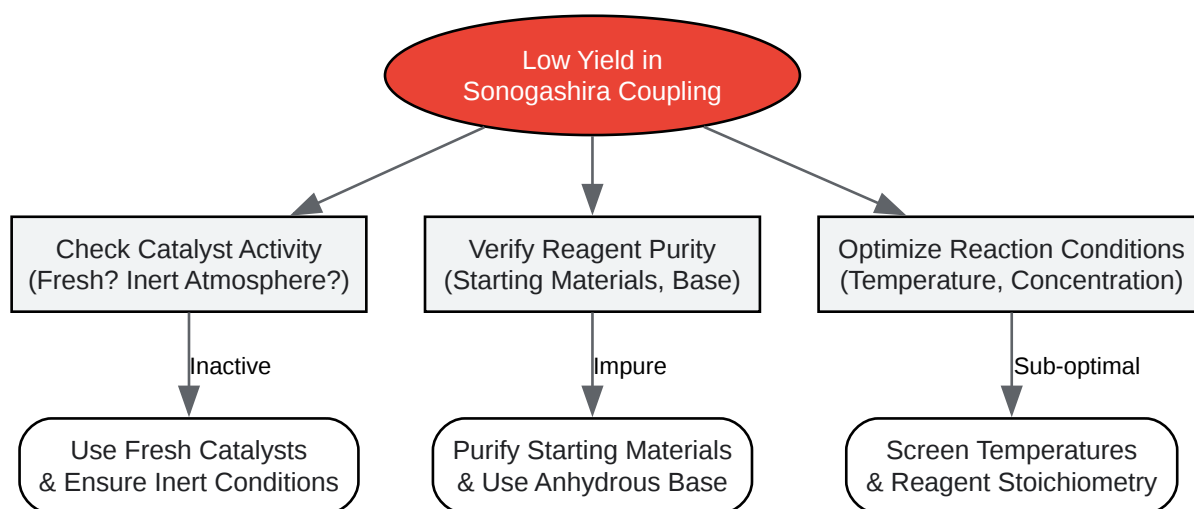 Low Yield in
Sonogashira Coupling
Check Catalyst Activity
(Fresh? Inert Atmosphere?)
Verify Reagent Purity
(Starting Materials, Base)
Optimize Reaction Conditions
(Temperature, Concentration)
Inactive
Impure
Sub-optimal
Use Fresh Catalysts
& Ensure Inert Conditions
Purify Starting Materials
& Use Anhydrous Base
Screen Temperatures
& Reagent Stoichiometry